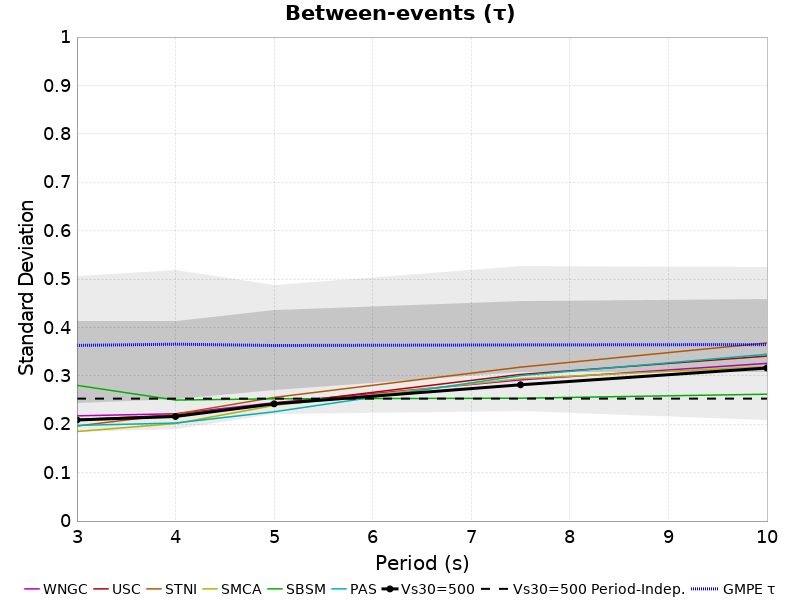 Between-events (τ)
1
0.9
0.8
0.7
0.6
0.5
0.4
0.3
0.2
0.1
0
Standard Deviation
3 4 5 6 7 8 9 10
Period (s)
WNGC USC STNI SMCA SBSM PAS Vs30=500 Vs30=500 Period-Indep. GMPE τ